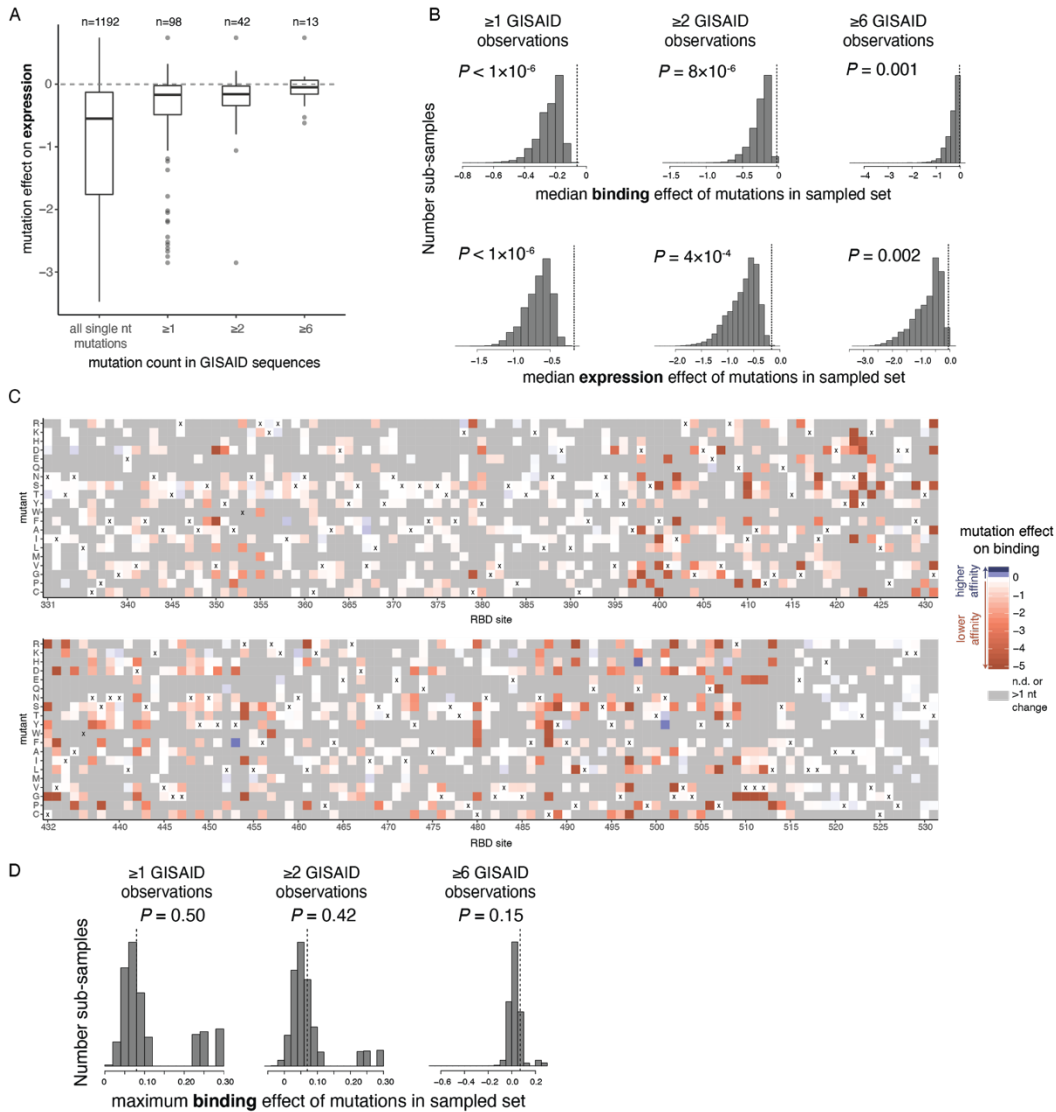 A
n=1192 n=98 n=42 n=13
mutation effect on expression
0
−1
−2
−3
all single nt mutations
≥1 ≥2 ≥6
mutation count in GISAID sequences
B
≥1 GISAID observations
≥2 GISAID observations
≥6 GISAID observations
Number sub-samples
P < 1×10-6
P = 8×10-6
P = 0.001
-0.8 -0.6 -0.4 -0.2 0
-1.5 -1.0 -0.5 0
-4 -3 -2 -1 0
median binding effect of mutations in sampled set
P < 1×10-6
P = 4×10-4
P = 0.002
-1.5 -1.0 -0.5
-2.0 -1.5 -1.0 -0.5 0.0
-3.0 -2.0 -1.0 0.0
median expression effect of mutations in sampled set
C
mutant
R
K
H
D
E
Q
N
S
T
Y
W
F
A
I
L
M
V
G
P
C
331 340 345 350 355 360 365 370 375 380 385 390 395 400 405 410 415 420 425 430
RBD site
mutant
R
K
H
D
E
Q
N
S
T
Y
W
F
A
I
L
M
V
G
P
C
432 440 445 450 455 460 465 470 475 480 485 490 495 500 505 510 515 520 525 530
RBD site
mutation effect
on binding
higher affinity
lower affinity
0
−1
−2
−3
−4
−5
n.d. or
>1 nt
change
D
≥1 GISAID observations
≥2 GISAID observations
≥6 GISAID observations
P = 0.50
P = 0.42
P = 0.15
Number sub-samples
0 0.10 0.20 0.30
0 0.10 0.20 0.30
-0.6 -0.4 -0.2 0.0 0.2
maximum binding effect of mutations in sampled set